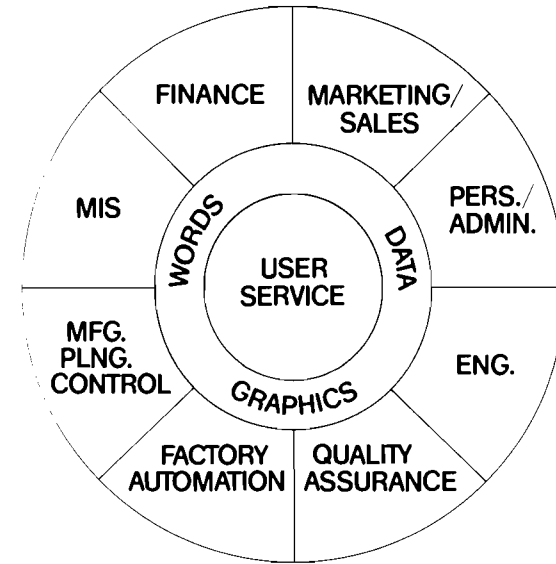 FINANCE
MARKETING/
SALES
PERS./
ADMIN.
ENG.
QUALITY
ASSURANCE
FACTORY
AUTOMATION
MFG.
PLNG.
CONTROL
MIS
WORDS
DATA
GRAPHICS
USER
SERVICE